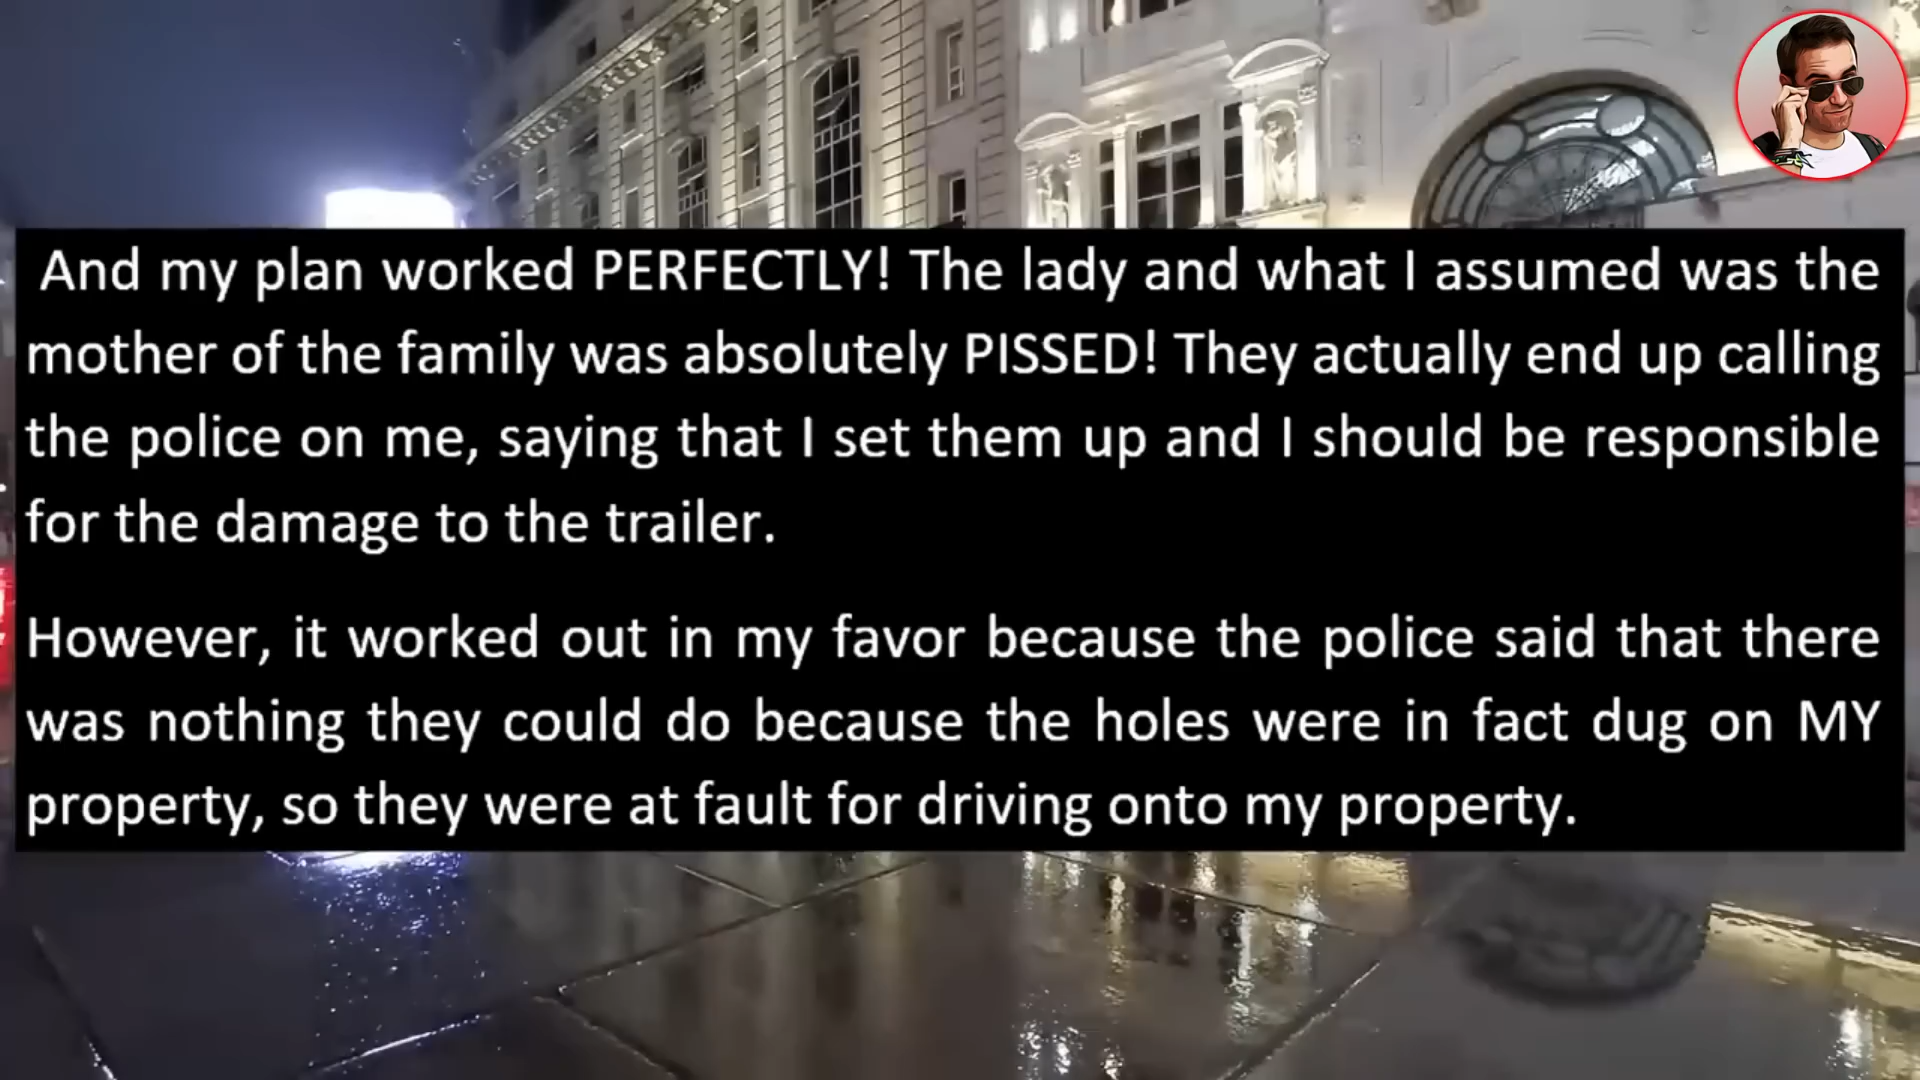 And my plan worked PERFECTLY! The lady and what I assumed was the
mother of the family was absolutely PISSED! They actually end up calling
the police on me, saying that I set them up and I should be responsible
for the damage to the trailer.
However, it worked out in my favor because the police said that there
was nothing they could do because the holes were in fact dug on MY
property, so they were at fault for driving onto my property.